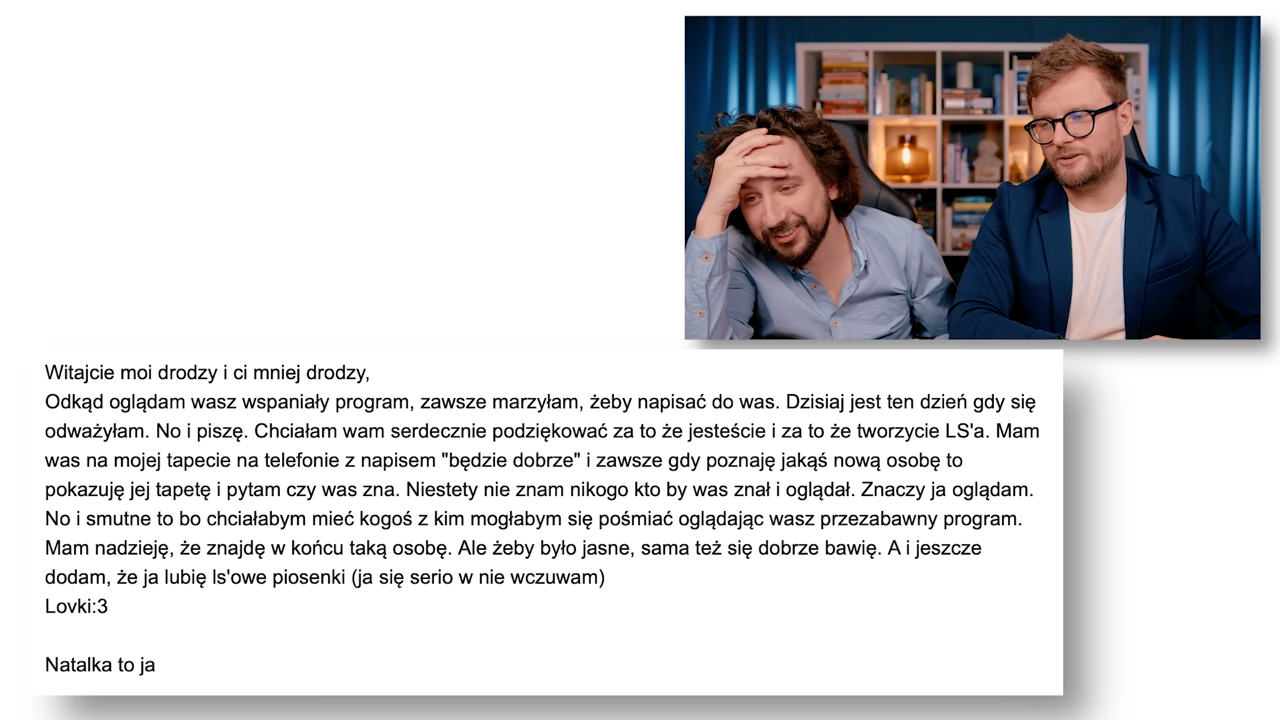 Witajcie moi drodzy i ci mniej drodzy,
Odkąd oglądam wasz wspaniały program, zawsze marzyłam, żeby napisać do was. Dzisiaj jest ten dzień gdy się
odważyłam. No i piszę. Chciałam wam serdecznie podziękować za to że jesteście i za to że tworzycie LS'a. Mam
was na mojej tapecie na telefonie z napisem "będzie dobrze" i zawsze gdy poznaję jakąś nową osobę to
pokazuję jej tapetę i pytam czy was zna. Niestety nie znam nikogo kto by was znał i oglądał. Znaczy ja oglądam.
No i smutne to bo chciałabym mieć kogoś z kim mogłabym się pośmiać oglądając wasz przezabawny program.
Mam nadzieję, że znajdę w końcu taką osobę. Ale żeby było jasne, sama też się dobrze bawię. A i jeszcze
dodam, że ja lubię ls'owe piosenki (ja się serio w nie wczuwam)
Lovki:3
Natalka to ja